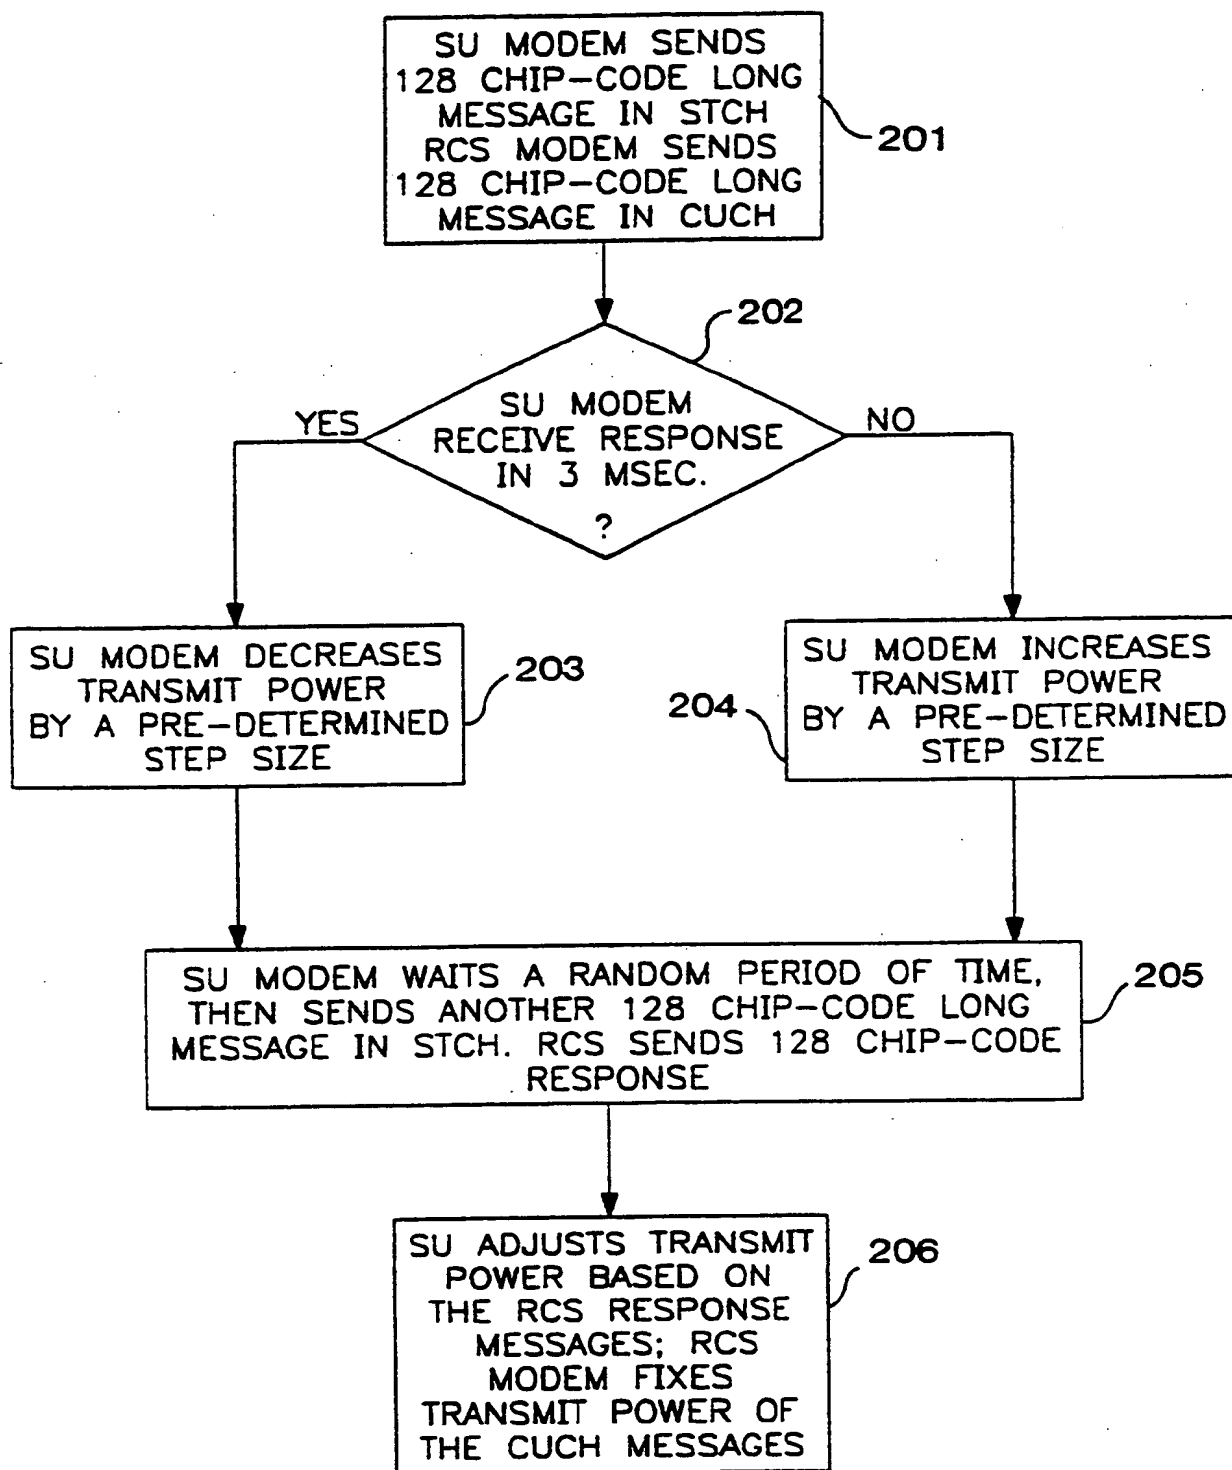 SU MODEM SENDS
128 CHIP-CODE LONG
MESSAGE IN STCH
RCS MODEM SENDS
128 CHIP-CODE LONG
MESSAGE IN CUCH
201
202
SU MODEM
RECEIVE RESPONSE
IN 3 MSEC.
?
YES
NO
SU MODEM DECREASES
TRANSMIT POWER
BY A PRE-DETERMINED
STEP SIZE
203
SU MODEM INCREASES
TRANSMIT POWER
BY A PRE-DETERMINED
STEP SIZE
204
SU MODEM WAITS A RANDOM PERIOD OF TIME,
THEN SENDS ANOTHER 128 CHIP-CODE LONG
MESSAGE IN STCH. RCS SENDS 128 CHIP-CODE
RESPONSE
205
SU ADJUSTS TRANSMIT
POWER BASED ON
THE RCS RESPONSE
MESSAGES; RCS
MODEM FIXES
TRANSMIT POWER OF
THE CUCH MESSAGES
206